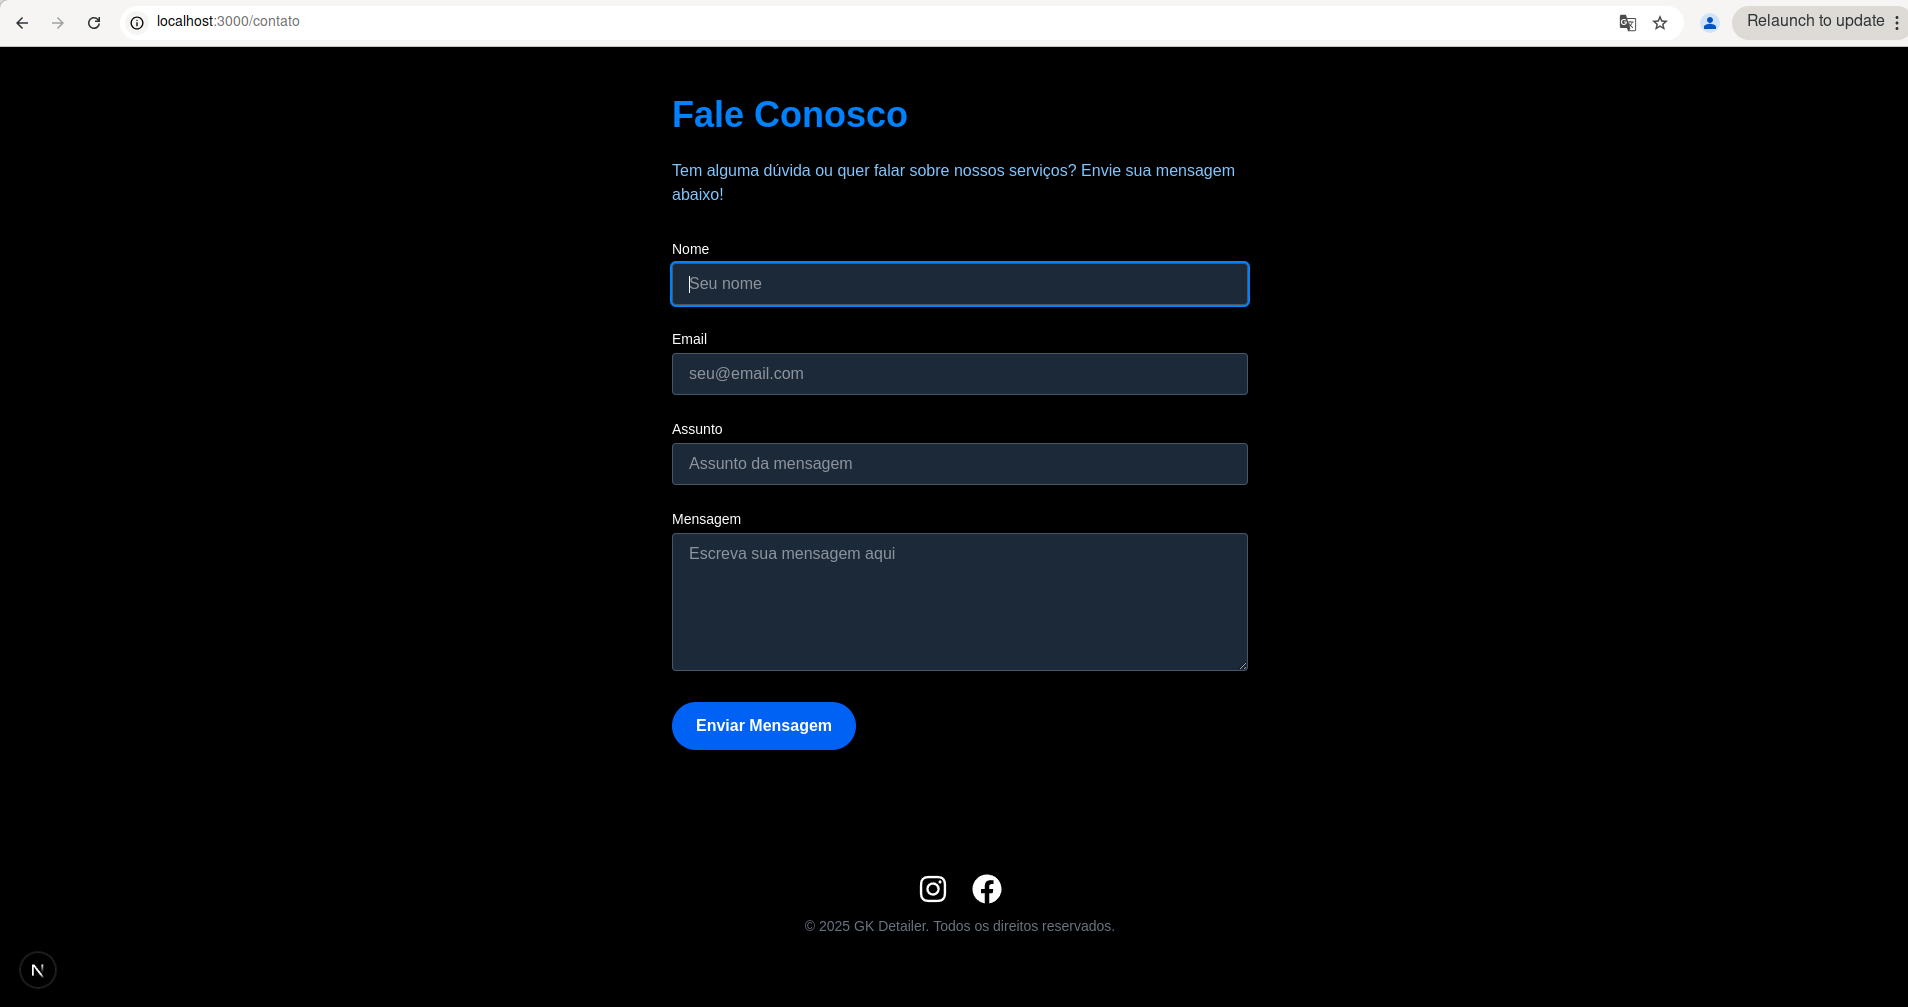 localhost:3000/contato
Relaunch to update
Fale Conosco
Tem alguma dúvida ou quer falar sobre nossos serviços? Envie sua mensagem
abaixo!
Nome
Seu nome
Email
seu@email.com
Assunto
Assunto da mensagem
Mensagem
Escreva sua mensagem aqui
Enviar Mensagem
© 2025 GK Detailer. Todos os direitos reservados.
N